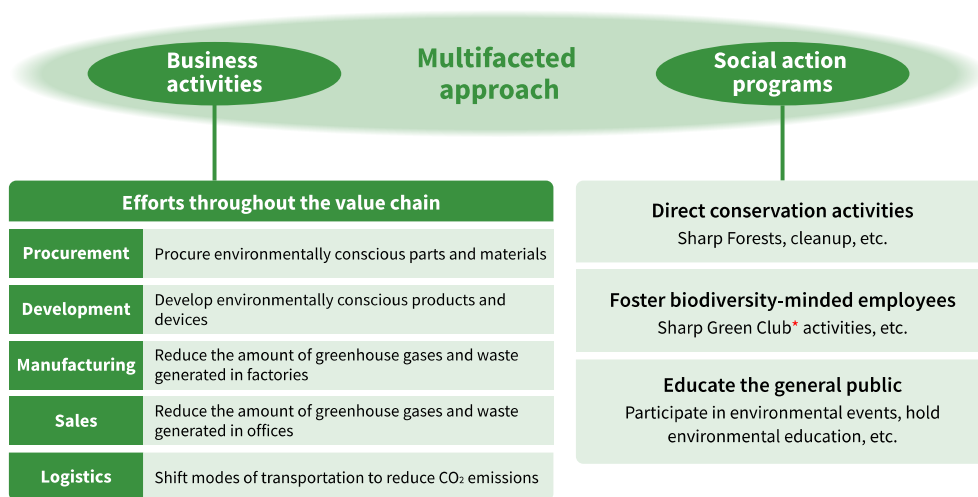 Business
activities
Multifaceted
approach
Social action
programs
Efforts throughout the value chain
Procurement
Procure environmentally conscious parts and materials
Development
Develop environmentally conscious products and
devices
Manufacturing
Reduce the amount of greenhouse gases and waste
generated in factories
Sales
Reduce the amount of greenhouse gases and waste
generated in offices
Logistics
Shift modes of transportation to reduce CO₂ emissions
Direct conservation activities
Sharp Forests, cleanup, etc.
Foster biodiversity-minded employees
Sharp Green Club* activities, etc.
Educate the general public
Participate in environmental events, hold
environmental education, etc.